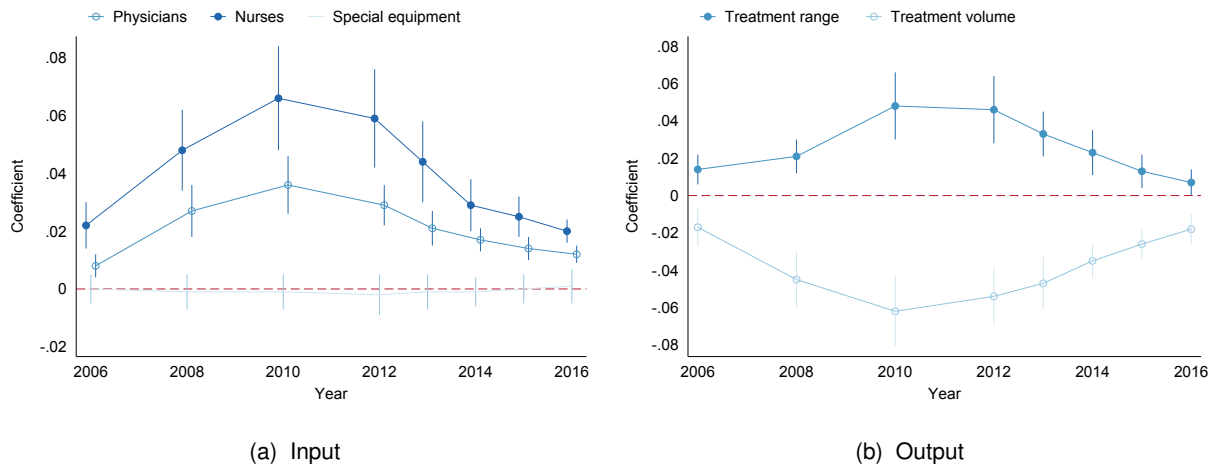 Physicians Nurses Special equipment
.08
.06
.04
.02
0
-.02
Coefficient
2006 2008 2010 2012 2014 2016
Year
(a) Input
Treatment range Treatment volume
.08
.06
.04
.02
0
-.02
-.04
-.06
-.08
Coefficient
2006 2008 2010 2012 2014 2016
Year
(b) Output